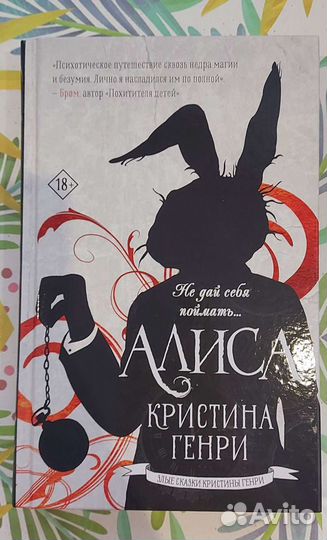 «Психотическое путешествие сквозь недра магии
и безумия. Лично я насладился им по полной».
— Бром, автор «Похитителя детей»
18+
Не дай себя
поймать...
АЛИСА
КРИСТИНА
ГЕНРИ
ЗЛЫЕ СКАЗКИ КРИСТИНЫ ГЕНРИ
Avito